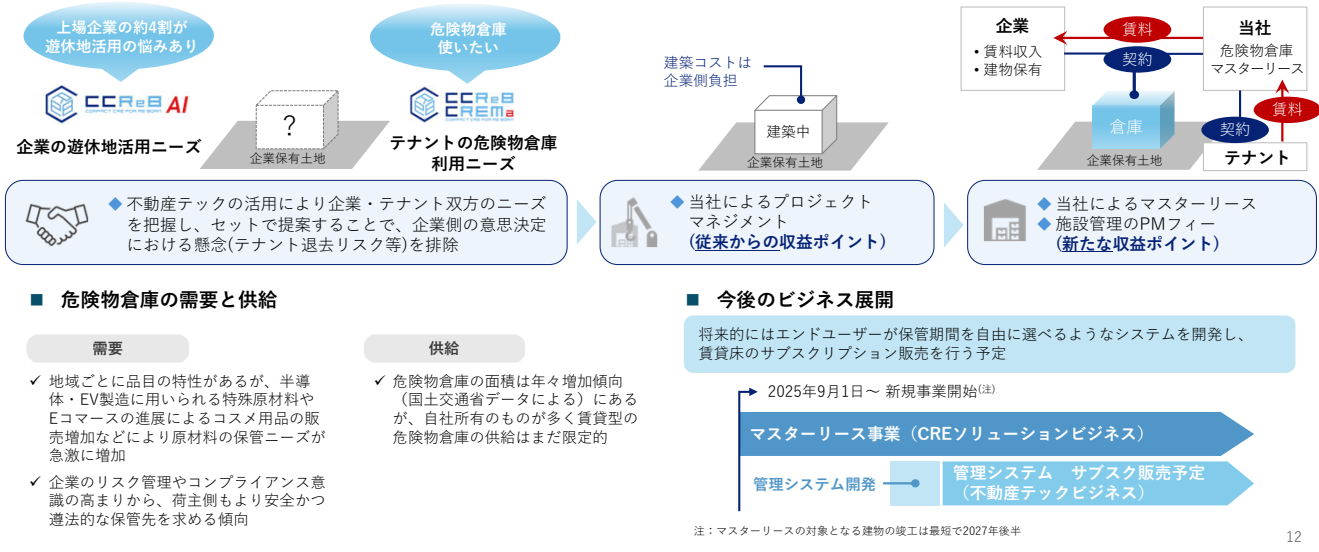 上場企業の約4割が
遊休地活用の悩みあり
CCReB AI
企業の遊休地活用ニーズ
?
企業保有土地
危険物倉庫
使いたい
CCReB
CREMa
テナントの危険物倉庫
利用ニーズ
建築コストは
企業側負担
建築中
企業保有土地
企業
• 賃料収入
• 建物保有
賃料
契約
当社
危険物倉庫
マスターリース
倉庫
企業保有土地
契約
賃料
テナント
◆ 不動産テックの活用により企業・テナント双方のニーズ
を把握し、セットで提案することで、企業側の意思決定
における懸念(テナント退去リスク等)を排除
◆ 当社によるプロジェクト
マネジメント
(従来からの収益ポイント)
◆ 当社によるマスターリース
◆ 施設管理のPMフィー
(新たな収益ポイント)
■ 危険物倉庫の需要と供給
需要
✓ 地域ごとに品目の特性があるが、半導
体・EV製造に用いられる特殊原材料や
Eコマースの進展によるコスメ用品の販
売増加などにより原材料の保管ニーズが
急激に増加
✓ 企業のリスク管理やコンプライアンス意
識の高まりから、荷主側もより安全かつ
遵法的な保管先を求める傾向
供給
✓ 危険物倉庫の面積は年々増加傾向
（国土交通省データによる）にある
が、自社所有のものが多く賃貸型の
危険物倉庫の供給はまだ限定的
■ 今後のビジネス展開
将来的にはエンドユーザーが保管期間を自由に選べるようなシステムを開発し、
賃貸床のサブスクリプション販売を行う予定
2025年9月1日～ 新規事業開始(注)
マスターリース事業（CREソリューションビジネス）
管理システム開発
管理システム　サブスク販売予定
（不動産テックビジネス）
注：マスターリースの対象となる建物の竣工は最短で2027年後半
12